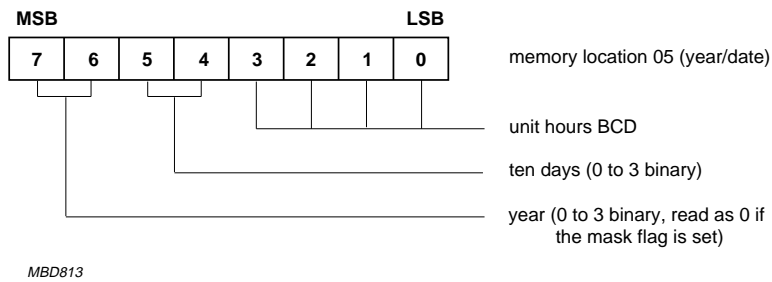 MSB LSB
7 6 5 4 3 2 1 0 memory location 05 (year/date)
unit hours BCD
ten days (0 to 3 binary)
year (0 to 3 binary, read as 0 if
the mask flag is set)
MBD813